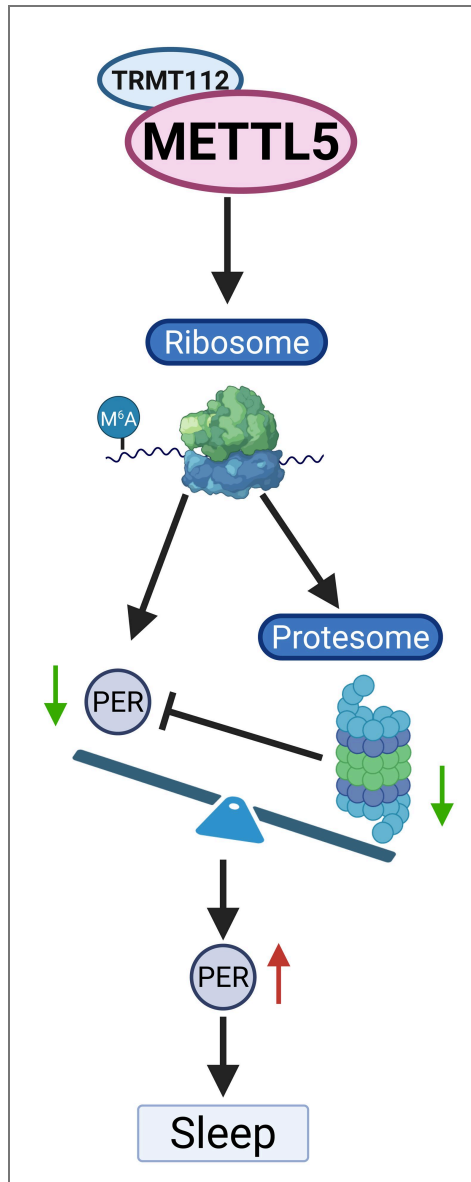 TRMT112
METTL5
Ribosome
M⁶A
Protesome
PER
PER
Sleep